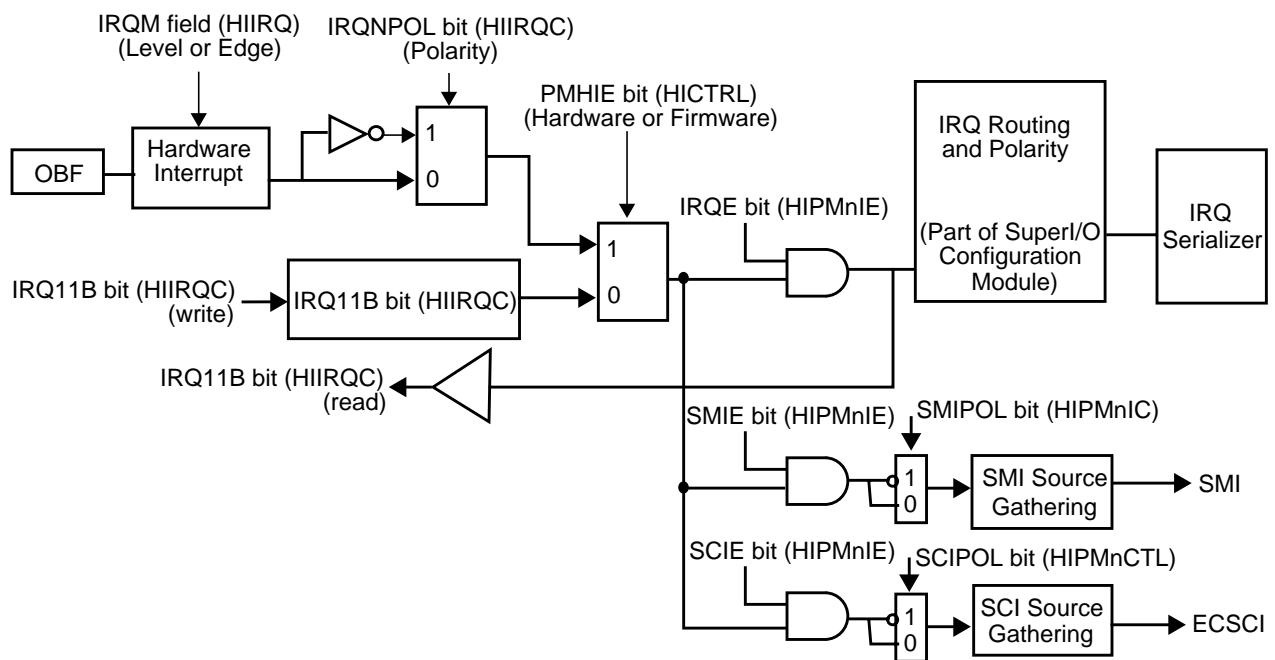 IRQM field (HIIRQ)
(Level or Edge)
IRQNPOL bit (HIIRQC)
(Polarity)
PMHIE bit (HICTRL)
(Hardware or Firmware)
OBF
Hardware
Interrupt
1
0
IRQ Routing
and Polarity
(Part of SuperI/O
Configuration
Module)
IRQ
Serializer
IRQE bit (HIPMnIE)
1
0
IRQ11B bit (HIIRQC)
(write)
IRQ11B bit (HIIRQC)
IRQ11B bit (HIIRQC)
(read)
SMIE bit (HIPMnIE)
SMIPOL bit (HIPMnIC)
1
0
SMI Source
Gathering
SMI
SCIE bit (HIPMnIE)
SCIPOL bit (HIPMnCTL)
1
0
SCI Source
Gathering
ECSCI